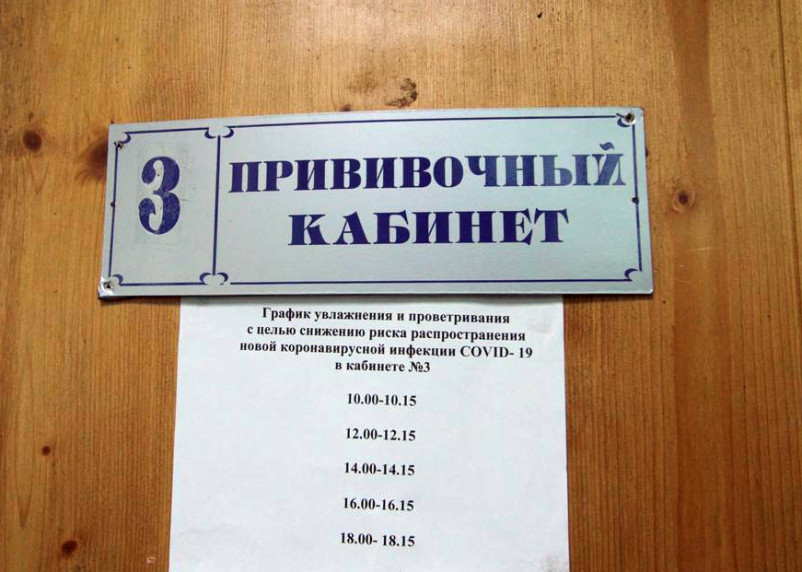 3
ПРИВИВОЧНЫЙ
КАБИНЕТ
График увлажнения и проветривания
с целью снижению риска распространения
новой коронавирусной инфекции COVID- 19
в кабинете №3
10.00-10.15
12.00-12.15
14.00-14.15
16.00-16.15
18.00- 18.15